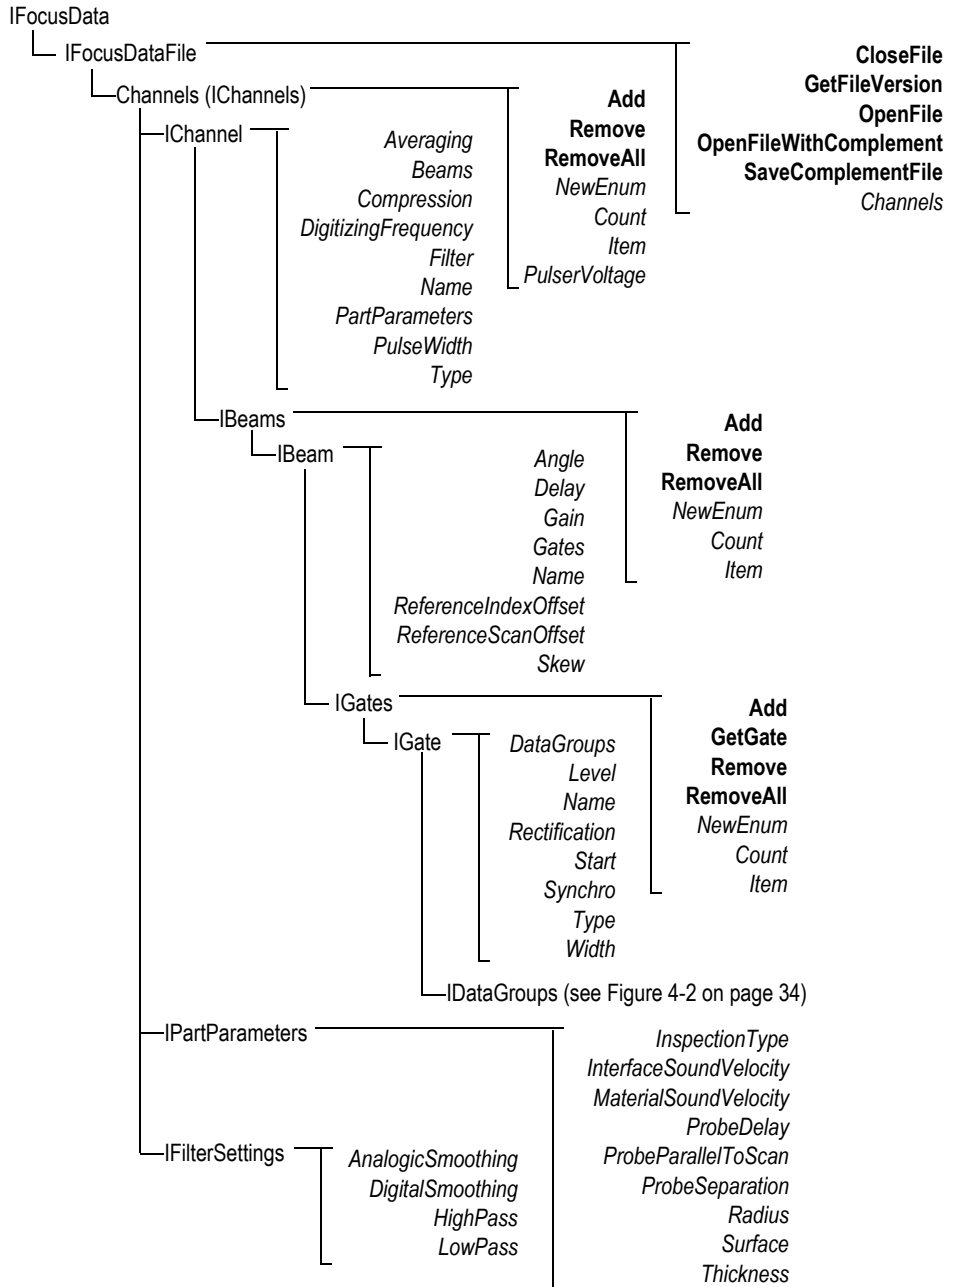 IFocusData
IFocusDataFile
CloseFile
GetFileVersion
OpenFile
OpenFileWithComplement
SaveComplementFile
Channels
Channels (IChannels)
Add
Remove
RemoveAll
NewEnum
Count
Item
PulserVoltage
IChannel
Averaging
Beams
Compression
DigitizingFrequency
Filter
Name
PartParameters
PulseWidth
Type
IBeams
Add
Remove
RemoveAll
NewEnum
Count
Item
IBeam
Angle
Delay
Gain
Gates
Name
ReferenceIndexOffset
ReferenceScanOffset
Skew
IGates
Add
GetGate
Remove
RemoveAll
NewEnum
Count
Item
IGate
DataGroups
Level
Name
Rectification
Start
Synchro
Type
Width
IDataGroups (see Figure 4-2 on page 34)
IPartParameters
InspectionType
InterfaceSoundVelocity
MaterialSoundVelocity
ProbeDelay
ProbeParallelToScan
ProbeSeparation
Radius
Surface
Thickness
IFilterSettings
AnalogicSmoothing
DigitalSmoothing
HighPass
LowPass